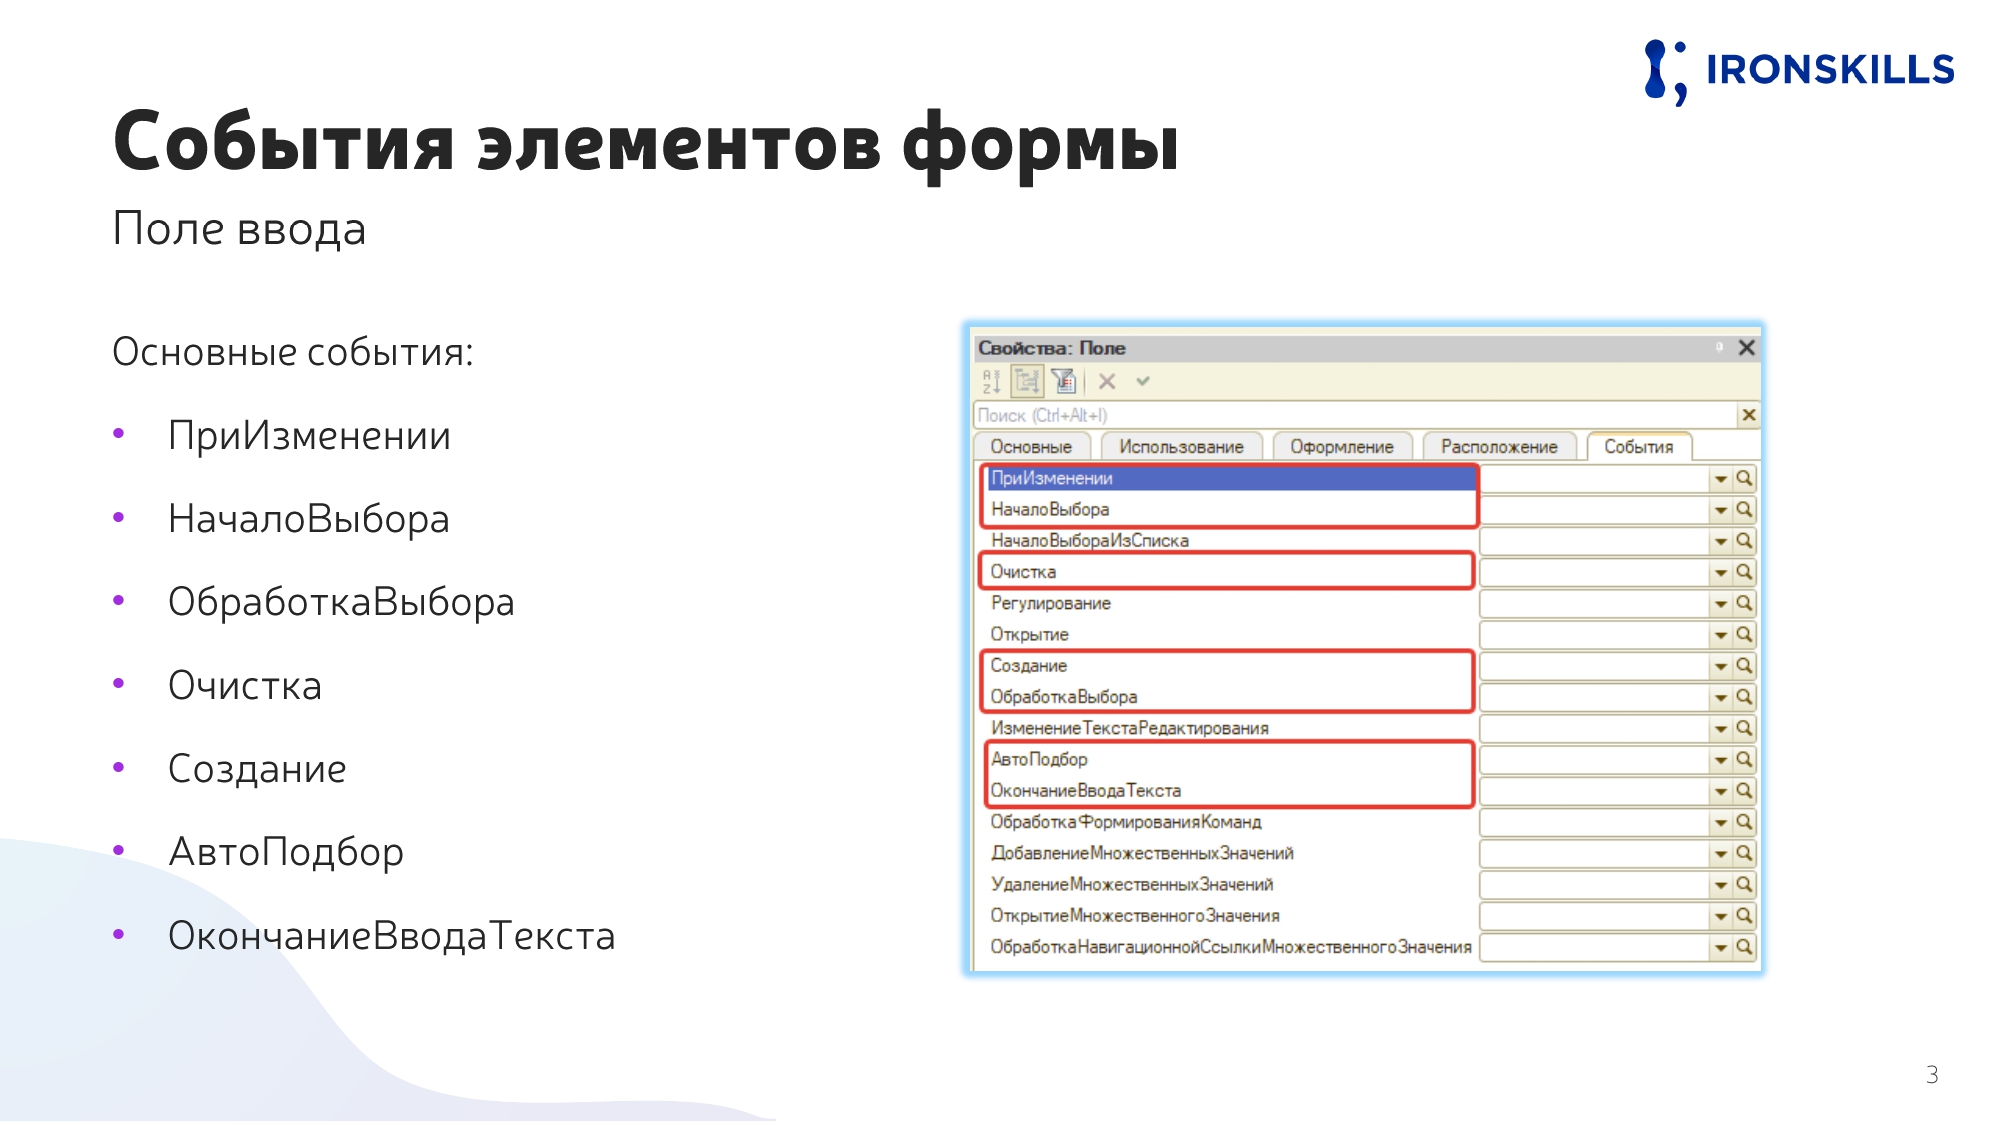 IRONSKILLS
События элементов формы
Поле ввода
Основные события:
• ПриИзменении
• НачалоВыбора
• ОбработкаВыбора
• Очистка
• Создание
• АвтоПодбор
• ОкончаниеВводаТекста
Свойства: Поле
Поиск (Ctrl+Alt+I)
Основные Использование Оформление Расположение События
ПриИзменении
НачалоВыбора
НачалоВыбораИзСписка
Очистка
Регулирование
Открытие
Создание
ОбработкаВыбора
ИзменениеТекстаРедактирования
АвтоПодбор
ОкончаниеВводаТекста
ОбработкаФормированияКоманд
ДобавлениеМножественныхЗначений
УдалениеМножественныхЗначений
ОткрытиеМножественногоЗначения
ОбработкаНавигационнойСсылкиМножественногоЗначения
3